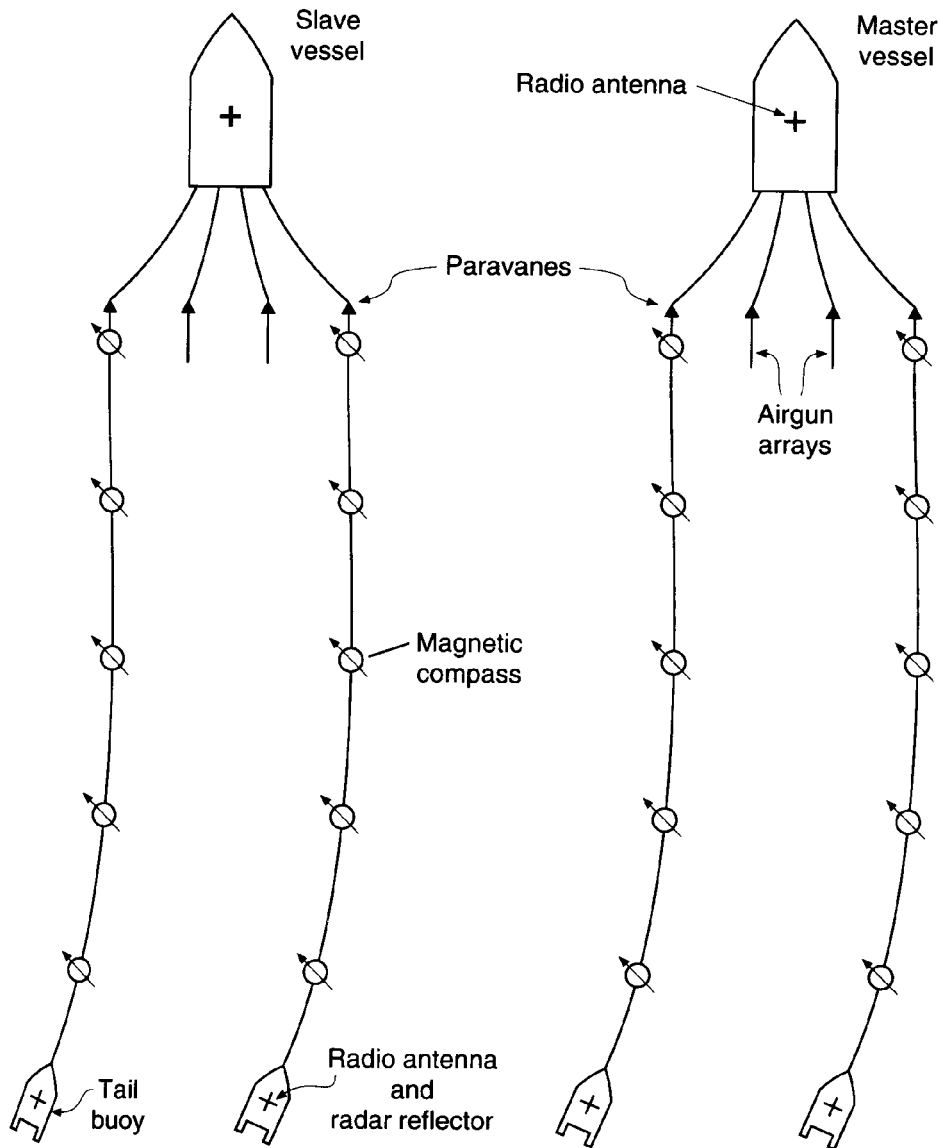 Slave
vessel
Master
vessel
Radio antenna
Paravanes
Airgun
arrays
Magnetic
compass
Radio antenna
and
radar reflector
Tail
buoy